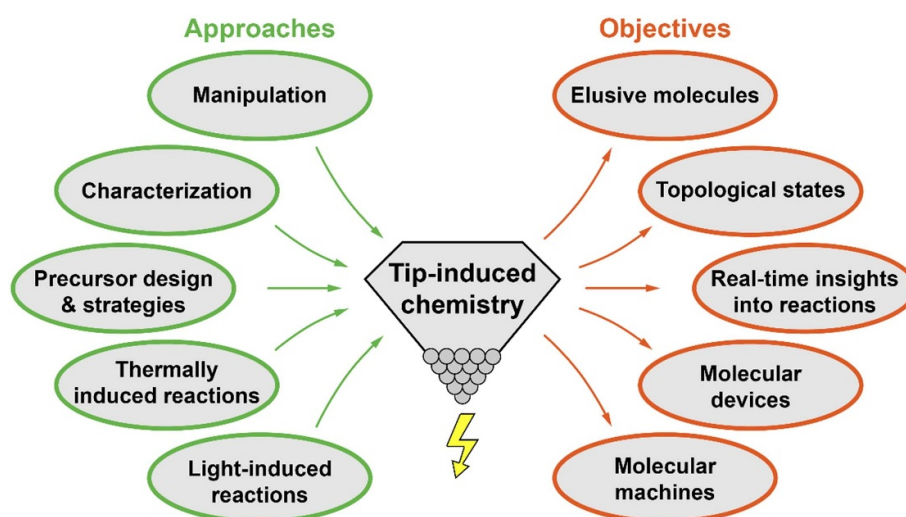 Approaches
Manipulation
Characterization
Precursor design
& strategies
Thermally
induced reactions
Light-induced
reactions
Tip-induced
chemistry
Objectives
Elusive molecules
Topological states
Real-time insights
into reactions
Molecular
devices
Molecular
machines